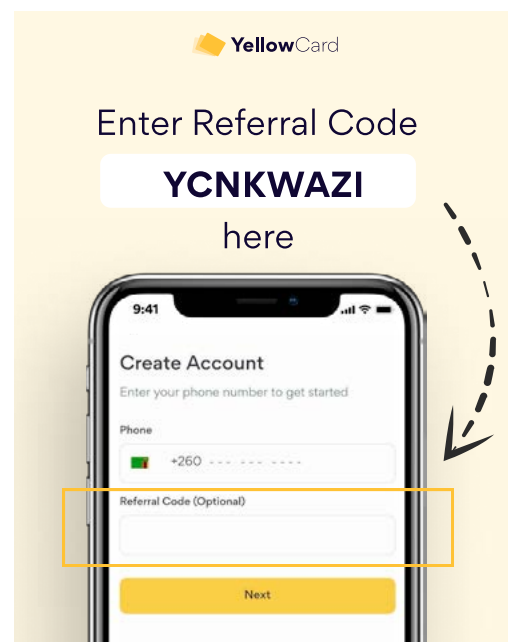 YellowCard
Enter Referral Code
YCNKWAZI
here
9:41
Create Account
Enter your phone number to get started
Phone
+260 --- --- ----
Referral Code (Optional)
Next